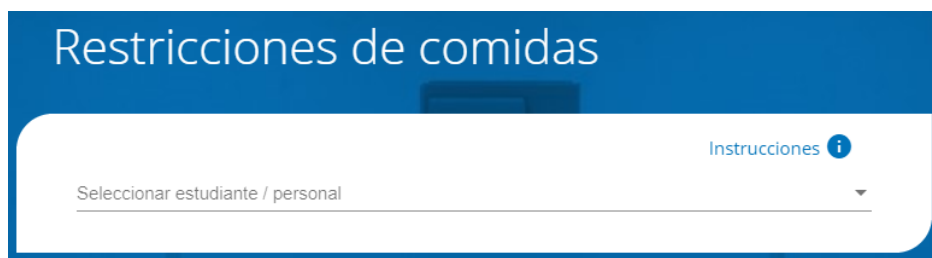 Restricciones de comidas
Instrucciones
Seleccionar estudiante / personal